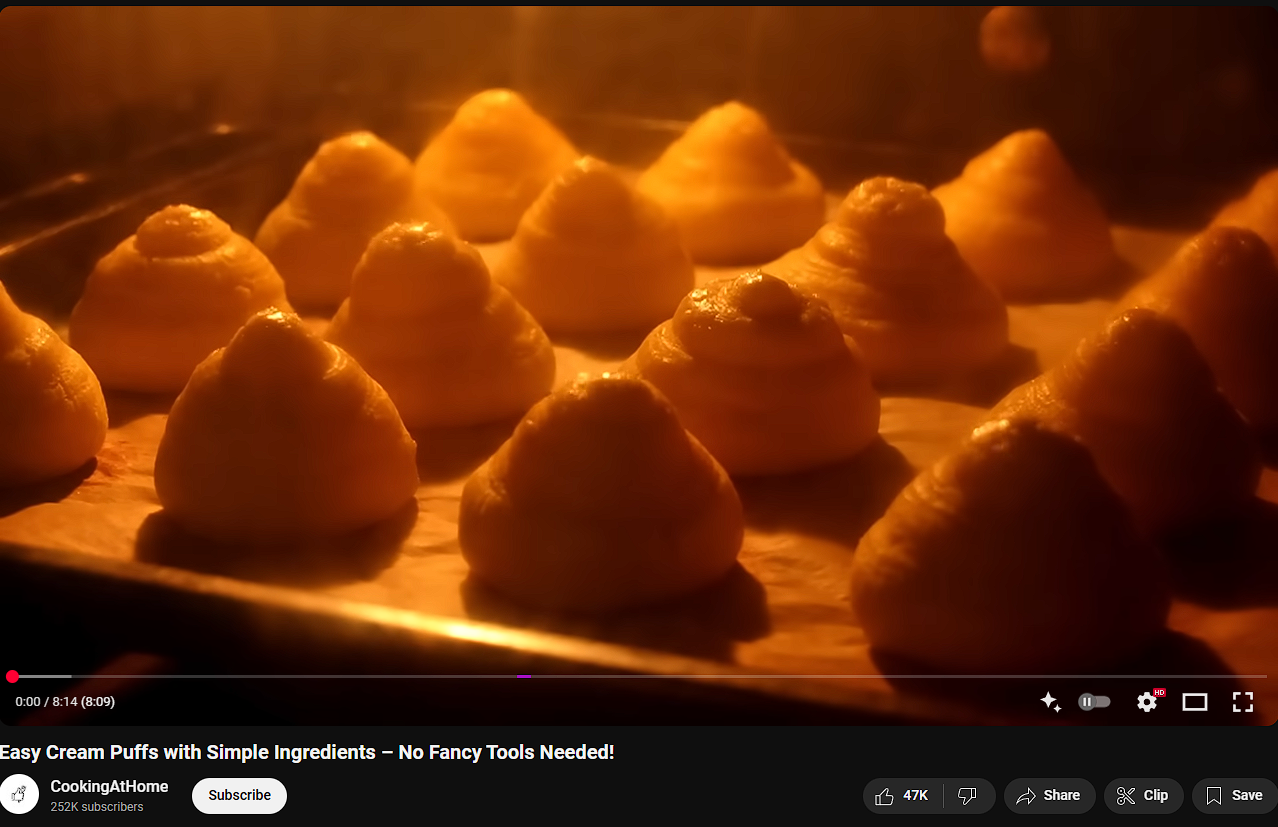 HD
0:00 / 8:14 (8:09)
Easy Cream Puffs with Simple Ingredients – No Fancy Tools Needed!
CookingAtHome
252K subscribers
Subscribe
47K
Share
Clip
Save